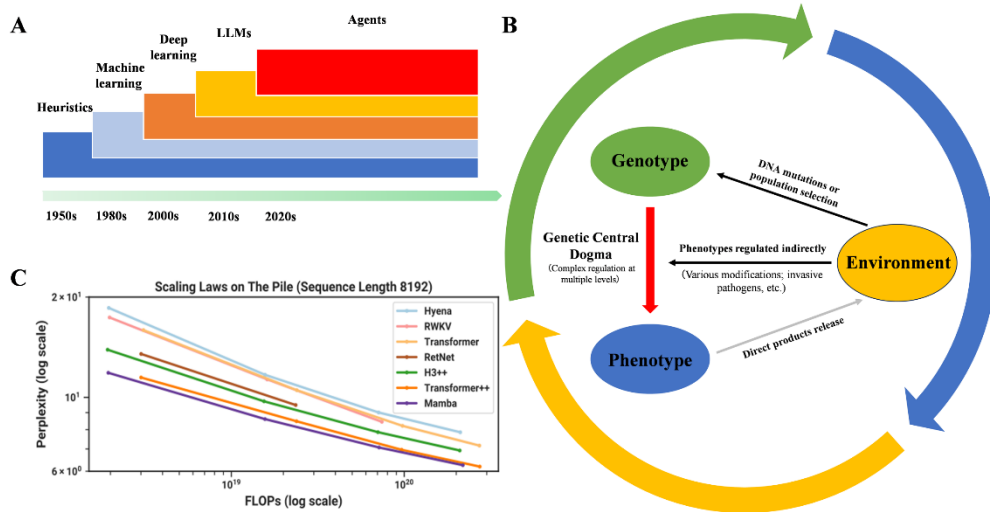 A
Heuristics
Machine
learning
Deep
learning
LLMs
Agents
1950s
1980s
2000s
2010s
2020s
B
Genotype
DNA mutations or
population selection
Genetic Central
Dogma
(Complex regulation at
multiple levels)
Phenotypes regulated indirectly
(Various modifications; invasive
pathogens, etc.)
Environment
Phenotype
Direct products release
C
Scaling Laws on The Pile (Sequence Length 8192)
Perplexity (log scale)
2 × 10¹
10¹
6 × 10⁰
Hyena
RWKV
Transformer
RetNet
H3++
Transformer++
Mamba
10¹⁹
10²⁰
FLOPs (log scale)